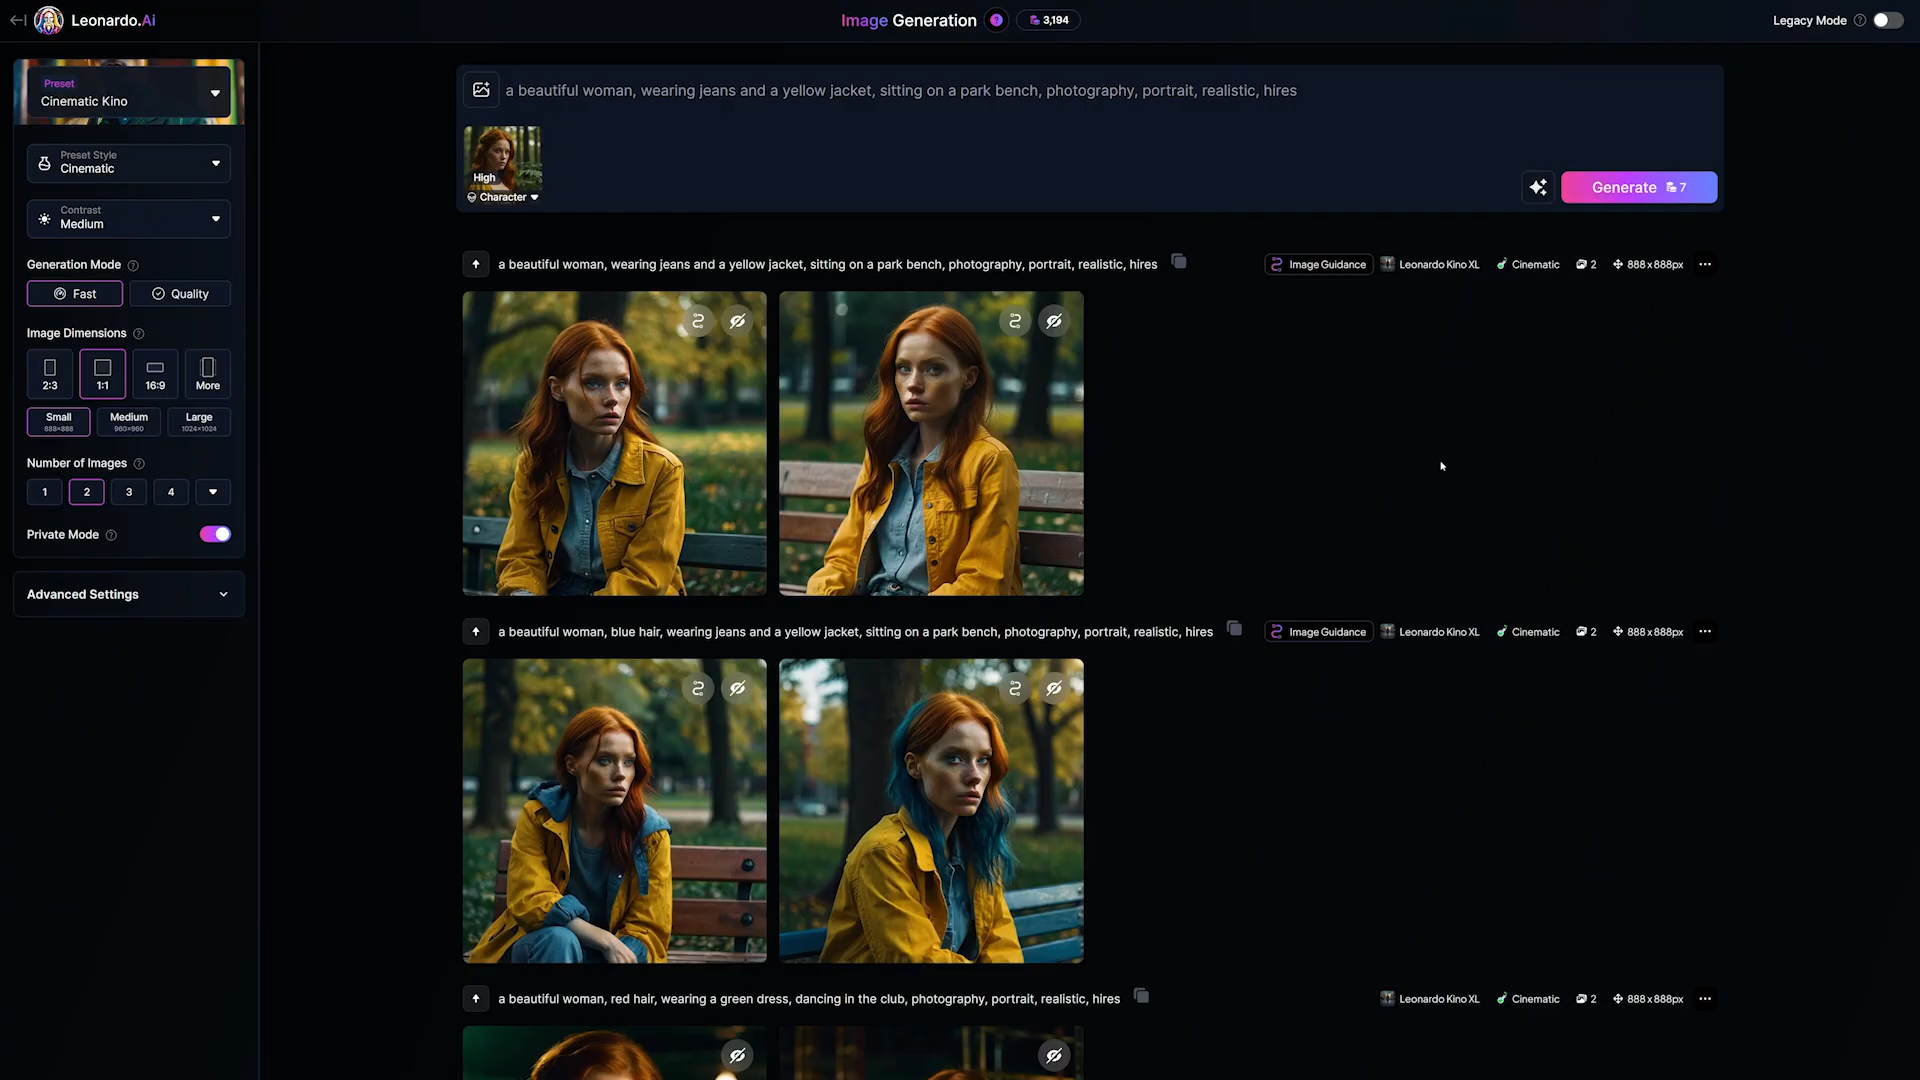 Leonardo.Ai
Image Generation
3,194
Legacy Mode
Preset
Cinematic Kino
Preset Style
Cinematic
Contrast
Medium
Generation Mode
Fast
Quality
Image Dimensions
2:3
1:1
16:9
More
Small
888×888
Medium
960×960
Large
1024×1024
Number of Images
1
2
3
4
Private Mode
Advanced Settings
a beautiful woman, wearing jeans and a yellow jacket, sitting on a park bench, photography, portrait, realistic, hires
High
Character
Generate 7
a beautiful woman, wearing jeans and a yellow jacket, sitting on a park bench, photography, portrait, realistic, hires
Image Guidance
Leonardo Kino XL
Cinematic
2
888 x 888px
a beautiful woman, blue hair, wearing jeans and a yellow jacket, sitting on a park bench, photography, portrait, realistic, hires
Image Guidance
Leonardo Kino XL
Cinematic
2
888 x 888px
a beautiful woman, red hair, wearing a green dress, dancing in the club, photography, portrait, realistic, hires
Leonardo Kino XL
Cinematic
2
888 x 888px